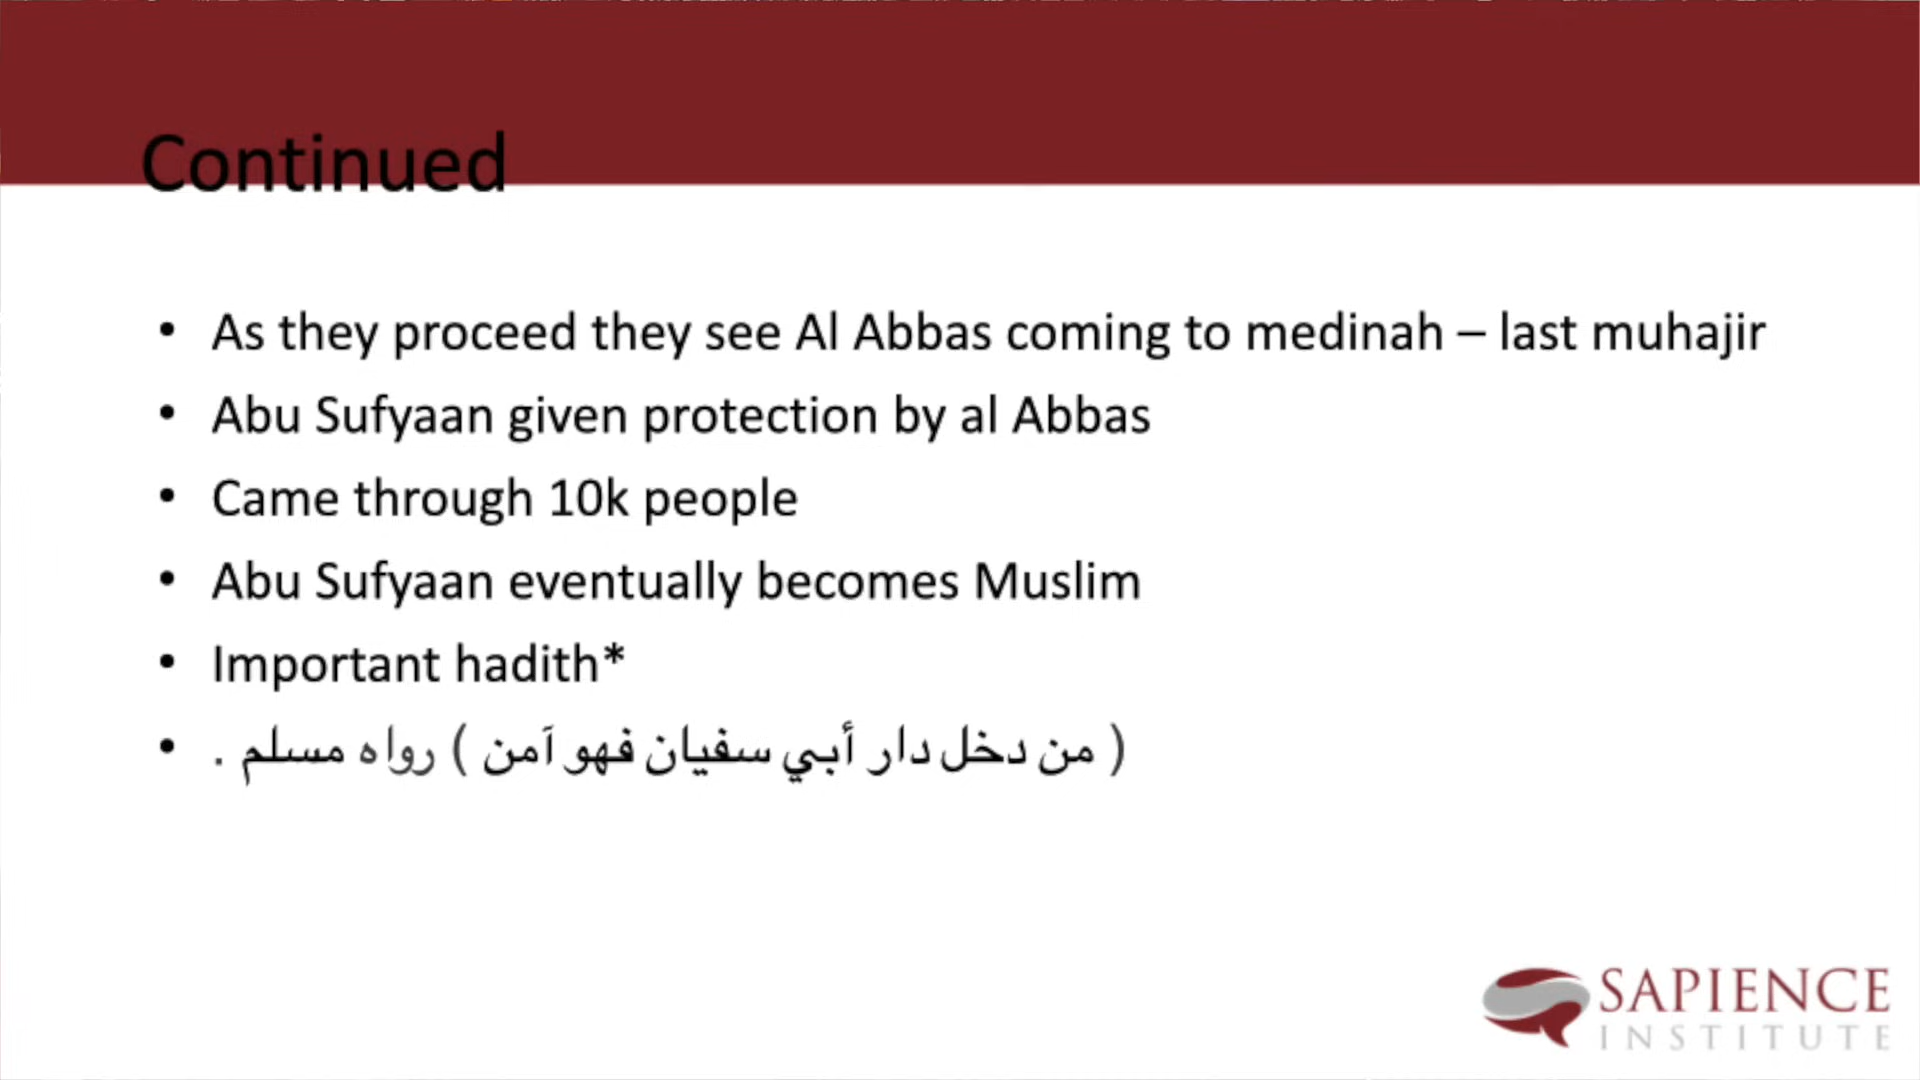 Continued
• As they proceed they see Al Abbas coming to medinah – last muhajir
• Abu Sufyaan given protection by al Abbas
• Came through 10k people
• Abu Sufyaan eventually becomes Muslim
• Important hadith*
• ( من دخل دار أبي سفيان فهو آمن ) رواه مسلم .
SAPIENCE
INSTITUTE